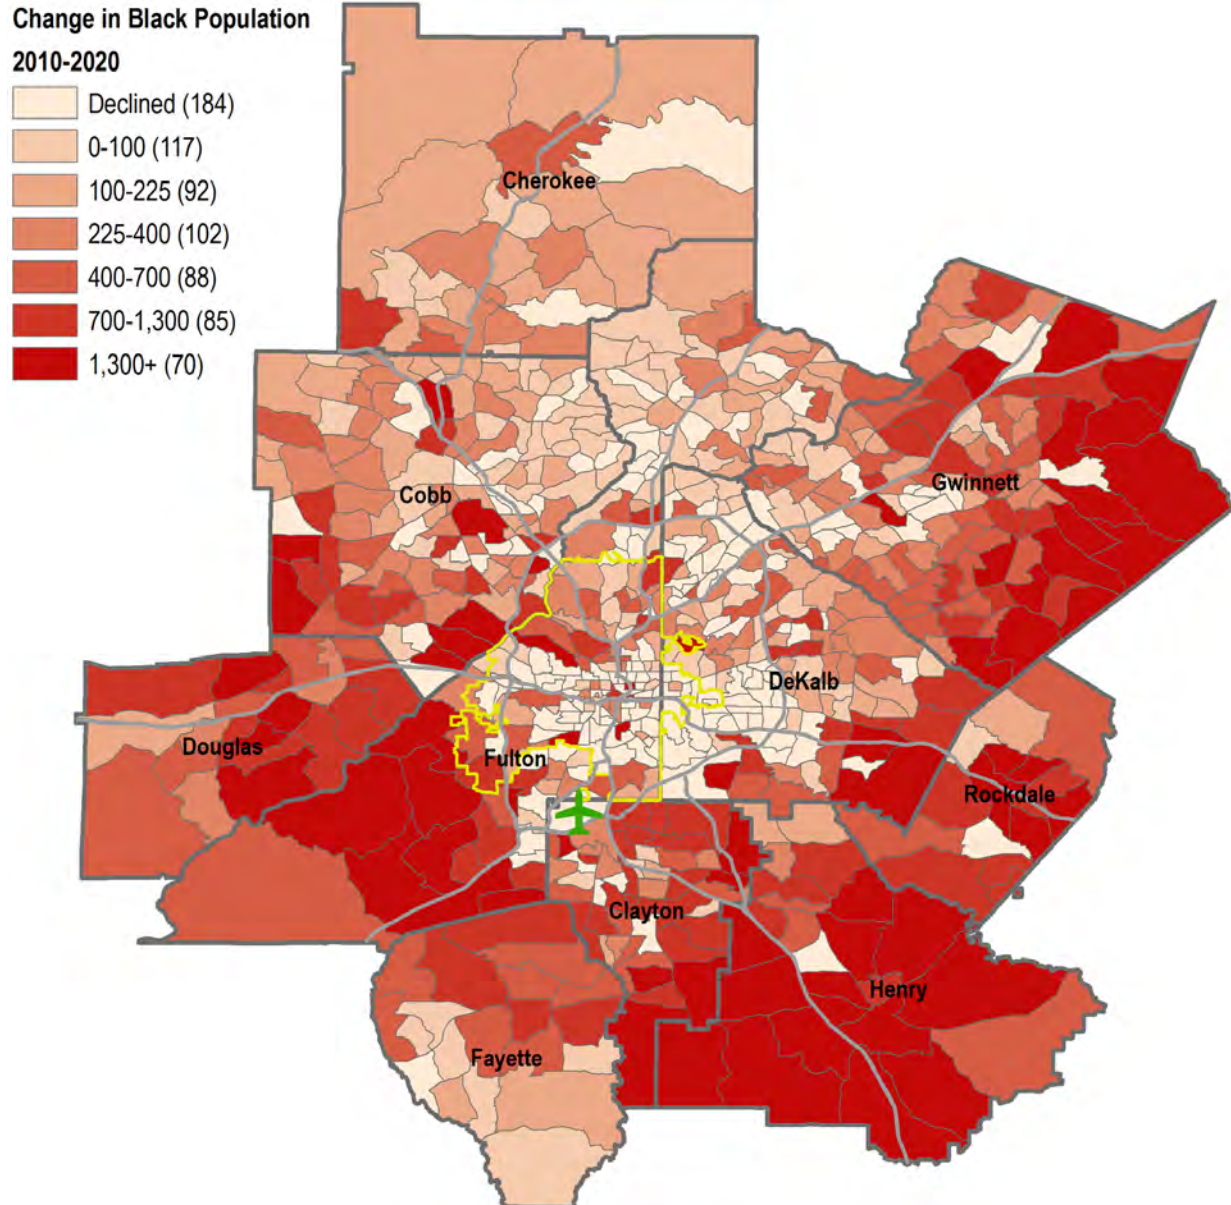 Change in Black Population
2010-2020
Declined (184)
0-100 (117)
100-225 (92)
225-400 (102)
400-700 (88)
700-1,300 (85)
1,300+ (70)
Cherokee
Cobb
Gwinnett
DeKalb
Douglas
Fulton
Rockdale
Clayton
Henry
Fayette